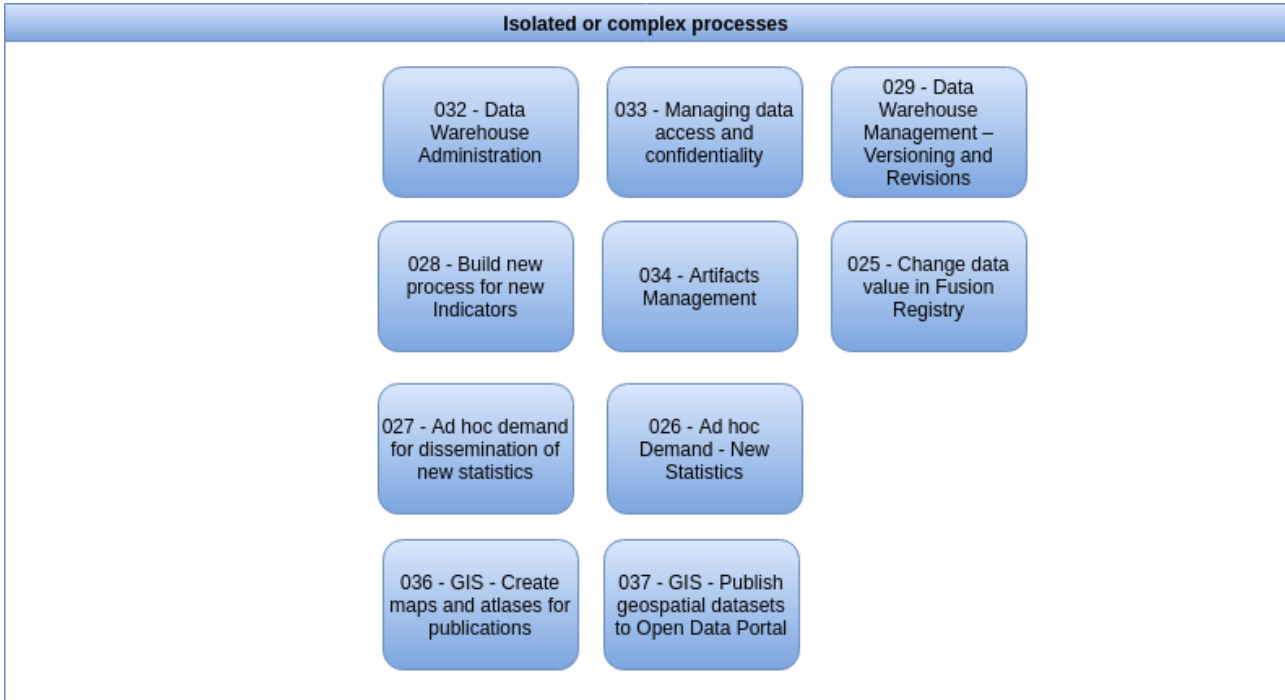 Isolated or complex processes
032 - Data
Warehouse
Administration
033 - Managing data
access and
confidentiality
029 - Data
Warehouse
Management –
Versioning and
Revisions
028 - Build new
process for new
Indicators
034 - Artifacts
Management
025 - Change data
value in Fusion
Registry
027 - Ad hoc demand
for dissemination of
new statistics
026 - Ad hoc
Demand - New
Statistics
036 - GIS - Create
maps and atlases for
publications
037 - GIS - Publish
geospatial datasets
to Open Data Portal